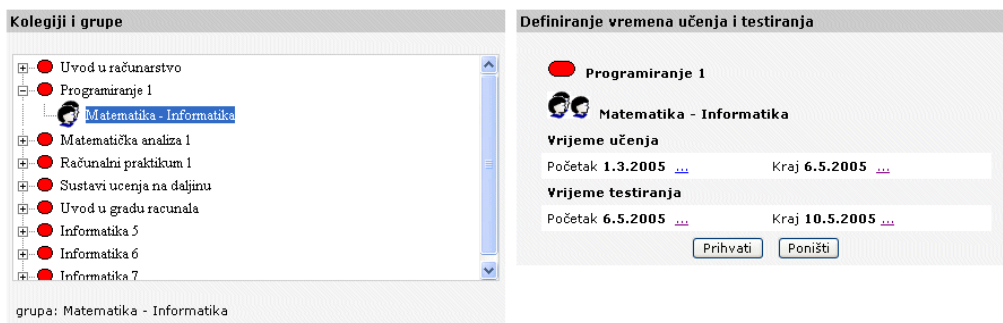 Kolegiji i grupe
Uvod u računarstvo
Programiranje 1
Matematika - Informatika
Matematička analiza 1
Računalni praktikum 1
Sustavi ucenja na daljinu
Uvod u gradu racunala
Informatika 5
Informatika 6
Informatika 7
grupa: Matematika - Informatika
Definiranje vremena učenja i testiranja
Programiranje 1
Matematika - Informatika
Vrijeme učenja
Početak 1.3.2005 ... Kraj 6.5.2005 ...
Vrijeme testiranja
Početak 6.5.2005 ... Kraj 10.5.2005 ...
Prihvati Poništi